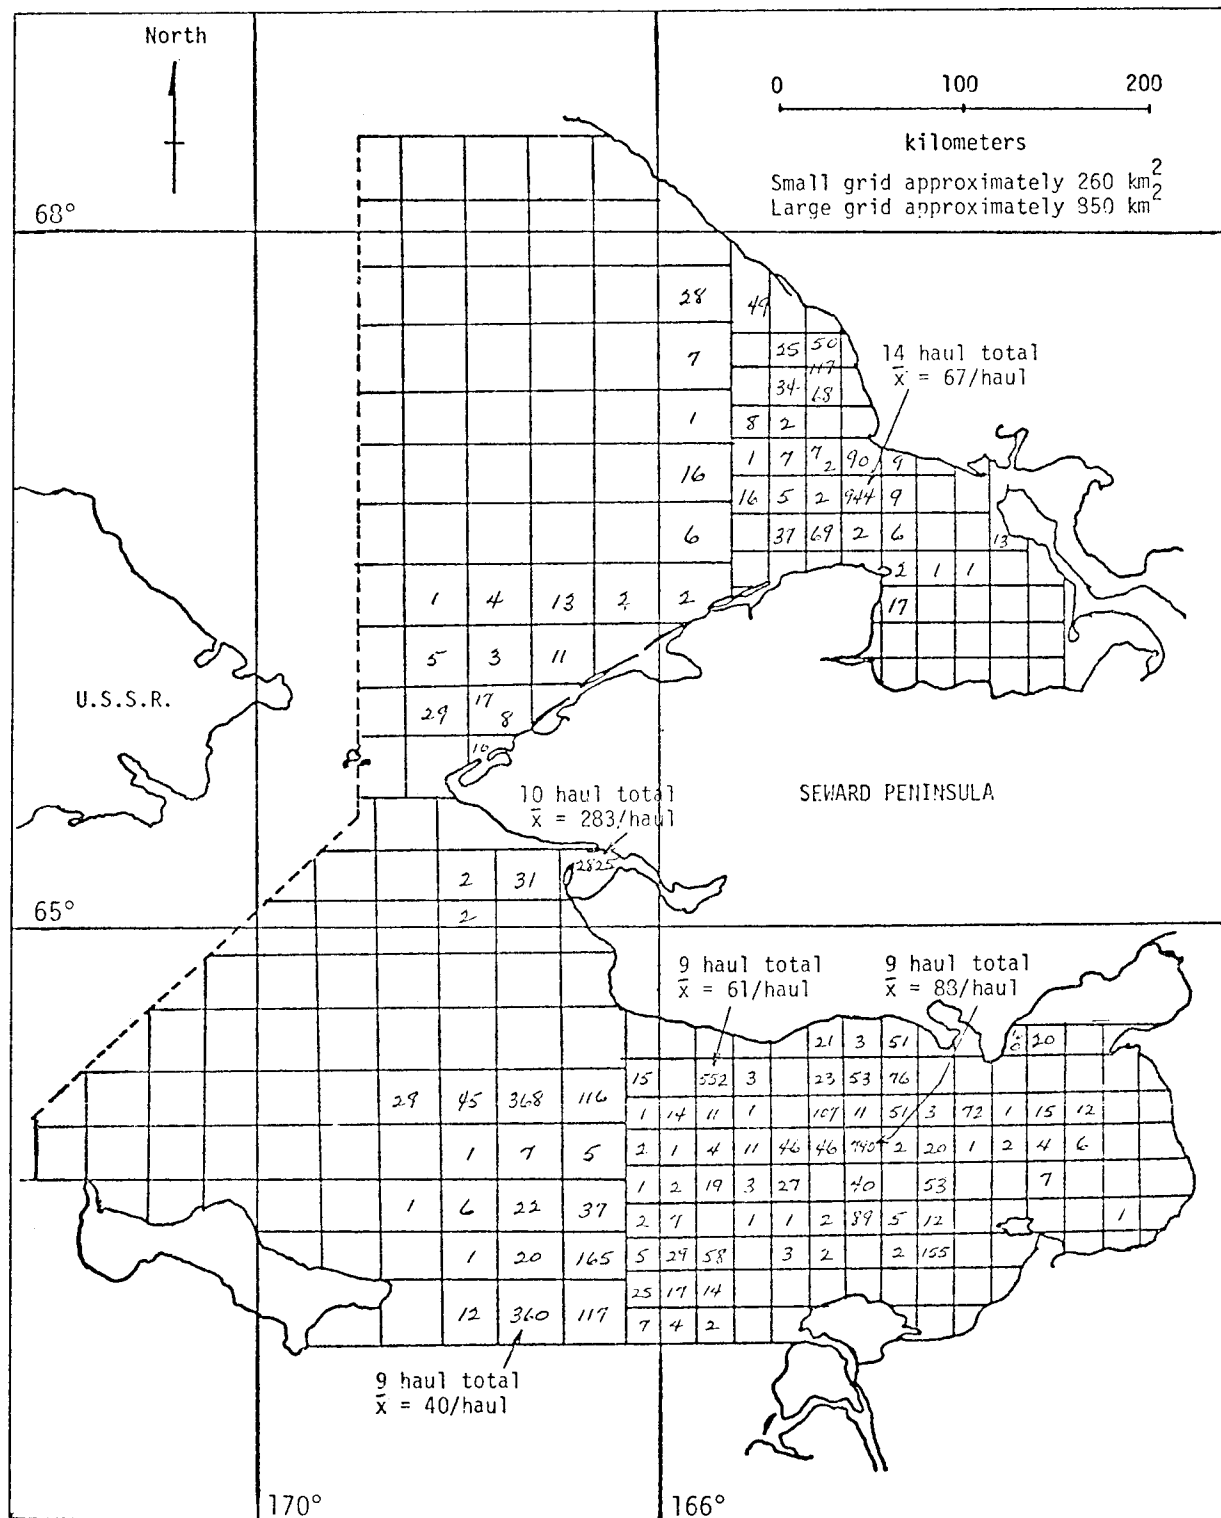 North
0 100 200
kilometers
Small grid approximately 260 km2
Large grid approximately 850 km2
68°
28 49
25 50
14 haul total
x̄ = 67/haul
7
117
34 68
1 8 2
1 7 7 2 90 9
16
16 5 2 944 9
6 37 69 2 6 13
2 1 1
1 4 13 2 2 17
5 3 11
U.S.S.R.
29 17 8
16
SEWARD PENINSULA
10 haul total
x̄ = 283/haul
2825
2 31
2
65°
9 haul total
x̄ = 61/haul
9 haul total
x̄ = 88/haul
21 3 51 20
15 552 3 23 53 76
29 45 368 116
1 14 11 1 107 11 51 3 72 1 15 12
1 7 5 2 1 4 11 46 46 790 2 20 1 2 4 6
1 2 19 3 27 40 53 7
1 6 22 37
2 7 1 1 2 89 5 12 1
1 20 165 5 29 58 3 2 2 155
25 17 14
12 360 117
7 4 2
9 haul total
x̄ = 40/haul
170°
166°